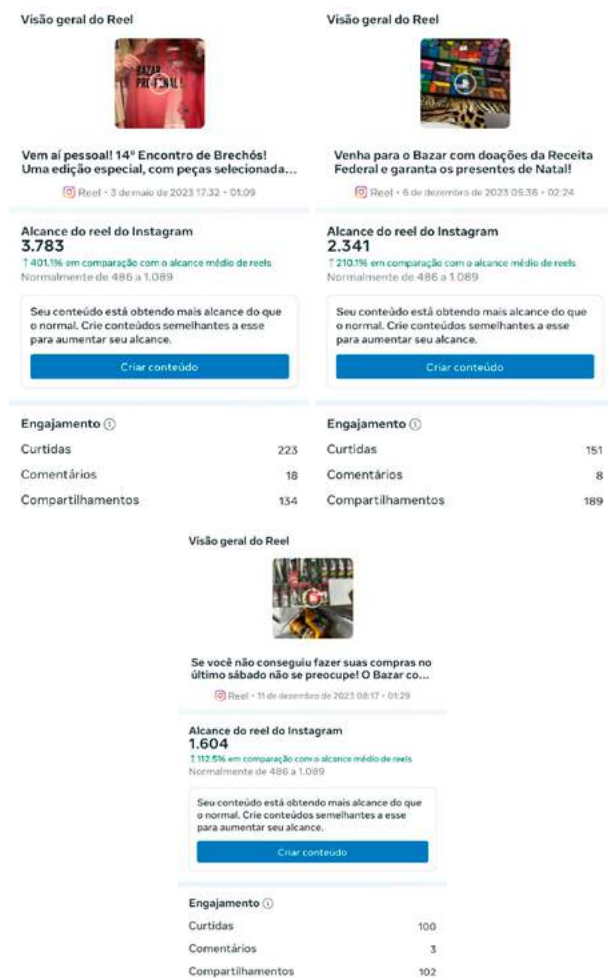 Visão geral do Reel
BAZAR
Vem aí pessoal! 14º Encontro de Brechós!
Uma edição especial, com peças selecionada...
Reel • 3 de maio de 2023 17:32 • 01:09
Alcance do reel do Instagram
3.783
↑ 401.1% em comparação com o alcance médio de reels
Normalmente de 486 a 1.089
Seu conteúdo está obtendo mais alcance do que
o normal. Crie conteúdos semelhantes a esse
para aumentar seu alcance.
Criar conteúdo
Engajamento
Curtidas 223
Comentários 18
Compartilhamentos 134
Visão geral do Reel
Venha para o Bazar com doações da Receita
Federal e garanta os presentes de Natal!
Reel • 6 de dezembro de 2023 05:36 • 02:24
Alcance do reel do Instagram
2.341
↑ 210.1% em comparação com o alcance médio de reels
Normalmente de 486 a 1.089
Seu conteúdo está obtendo mais alcance do que
o normal. Crie conteúdos semelhantes a esse
para aumentar seu alcance.
Criar conteúdo
Engajamento
Curtidas 151
Comentários 8
Compartilhamentos 189
Visão geral do Reel
Se você não conseguiu fazer suas compras no
último sábado não se preocupe! O Bazar co...
Reel • 11 de dezembro de 2023 08:17 • 01:29
Alcance do reel do Instagram
1.604
↑ 112.5% em comparação com o alcance médio de reels
Normalmente de 486 a 1.089
Seu conteúdo está obtendo mais alcance do que
o normal. Crie conteúdos semelhantes a esse
para aumentar seu alcance.
Criar conteúdo
Engajamento
Curtidas 100
Comentários 3
Compartilhamentos 102